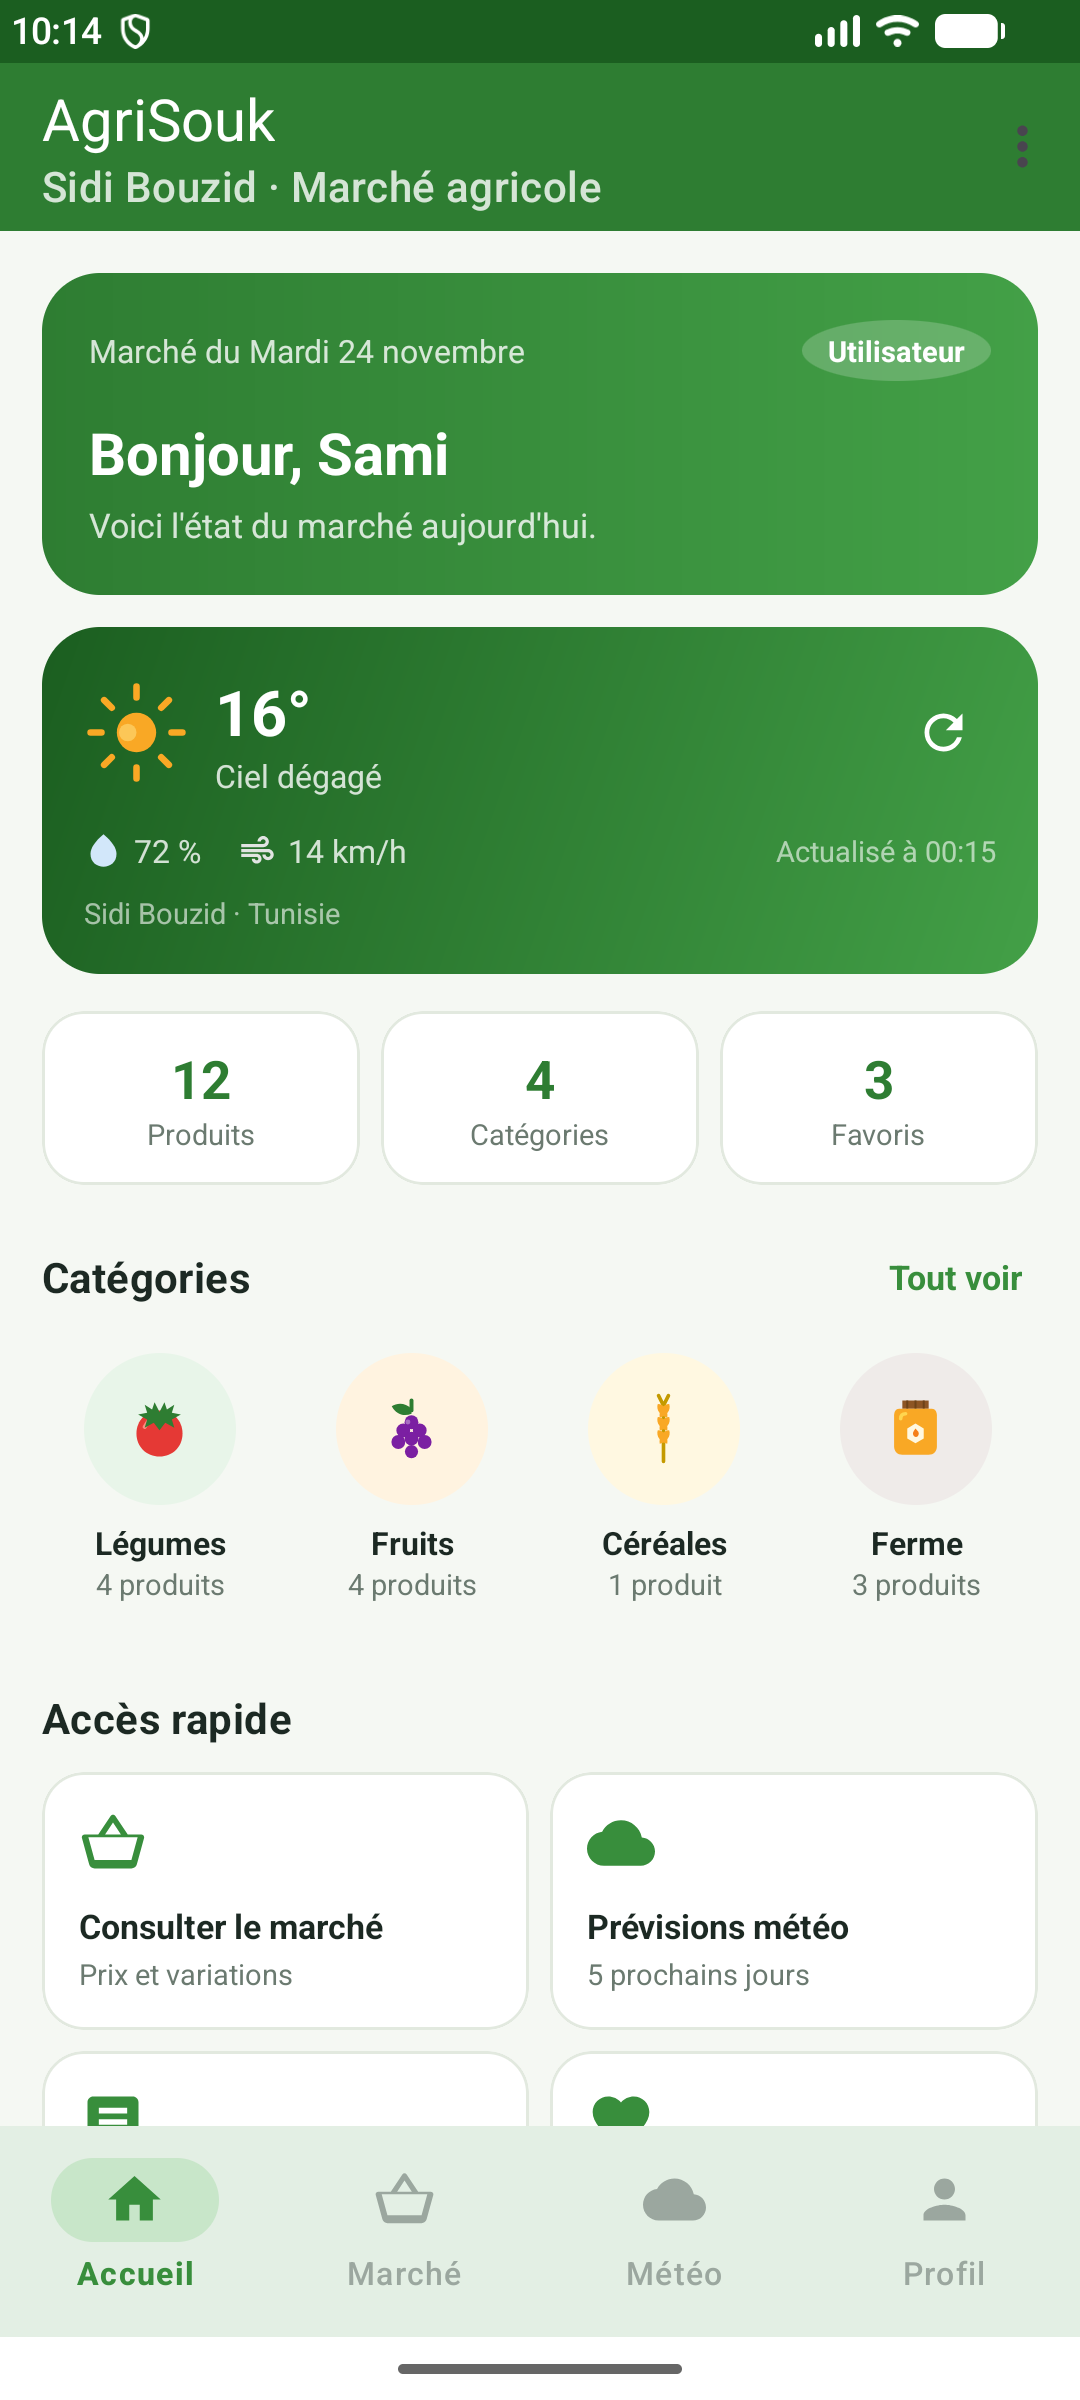 10:14
AgriSouk
Sidi Bouzid · Marché agricole
Marché du Mardi 24 novembre
Utilisateur
Bonjour, Sami
Voici l'état du marché aujourd'hui.
16°
Ciel dégagé
72 %
14 km/h
Actualisé à 00:15
Sidi Bouzid · Tunisie
12
Produits
4
Catégories
3
Favoris
Catégories
Tout voir
Légumes
4 produits
Fruits
4 produits
Céréales
1 produit
Ferme
3 produits
Accès rapide
Consulter le marché
Prix et variations
Prévisions météo
5 prochains jours
Accueil
Marché
Météo
Profil